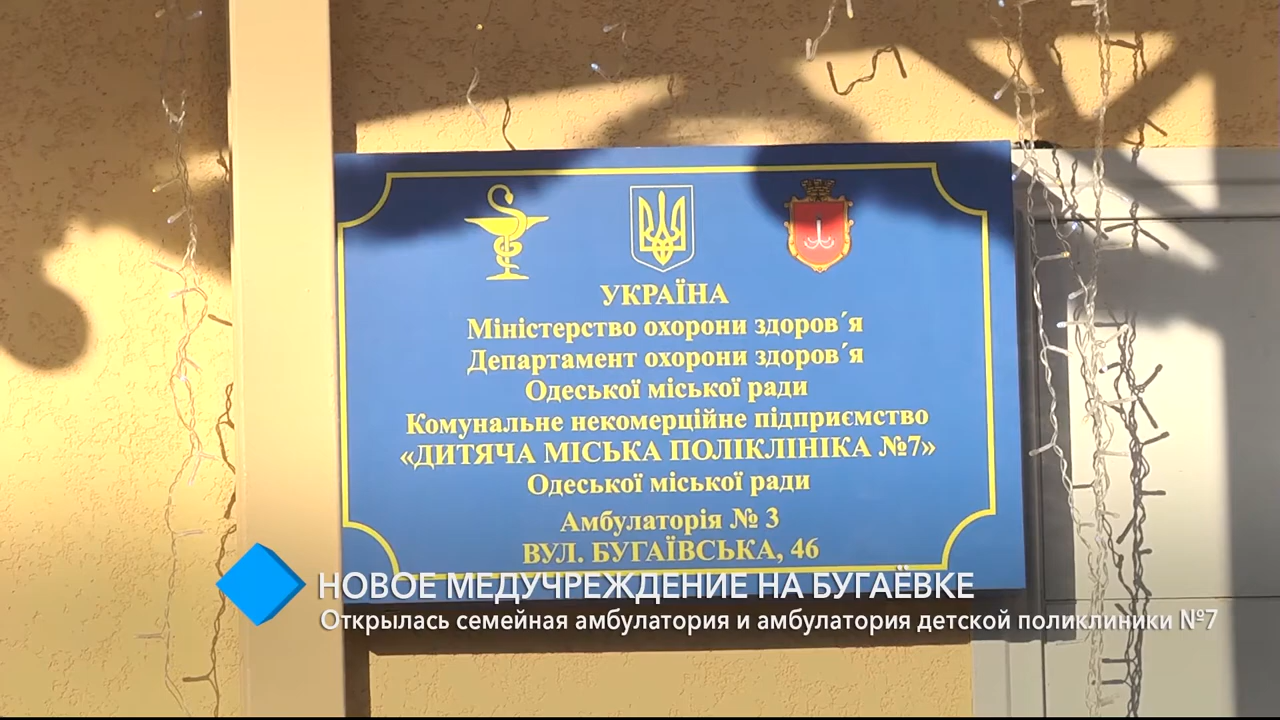 УКРАЇНА
Міністерство охорони здоров´я
Департамент охорони здоров´я
Одеської міської ради
Комунальне некомерційне підприємство
«ДИТЯЧА МІСЬКА ПОЛІКЛІНІКА №7»
Одеської міської ради
Амбулаторія № 3
ВУЛ. БУГАЇВСЬКА, 46
НОВОЕ МЕДУЧРЕЖДЕНИЕ НА БУГАЁВКЕ
Открылась семейная амбулатория и амбулатория детской поликлиники №7